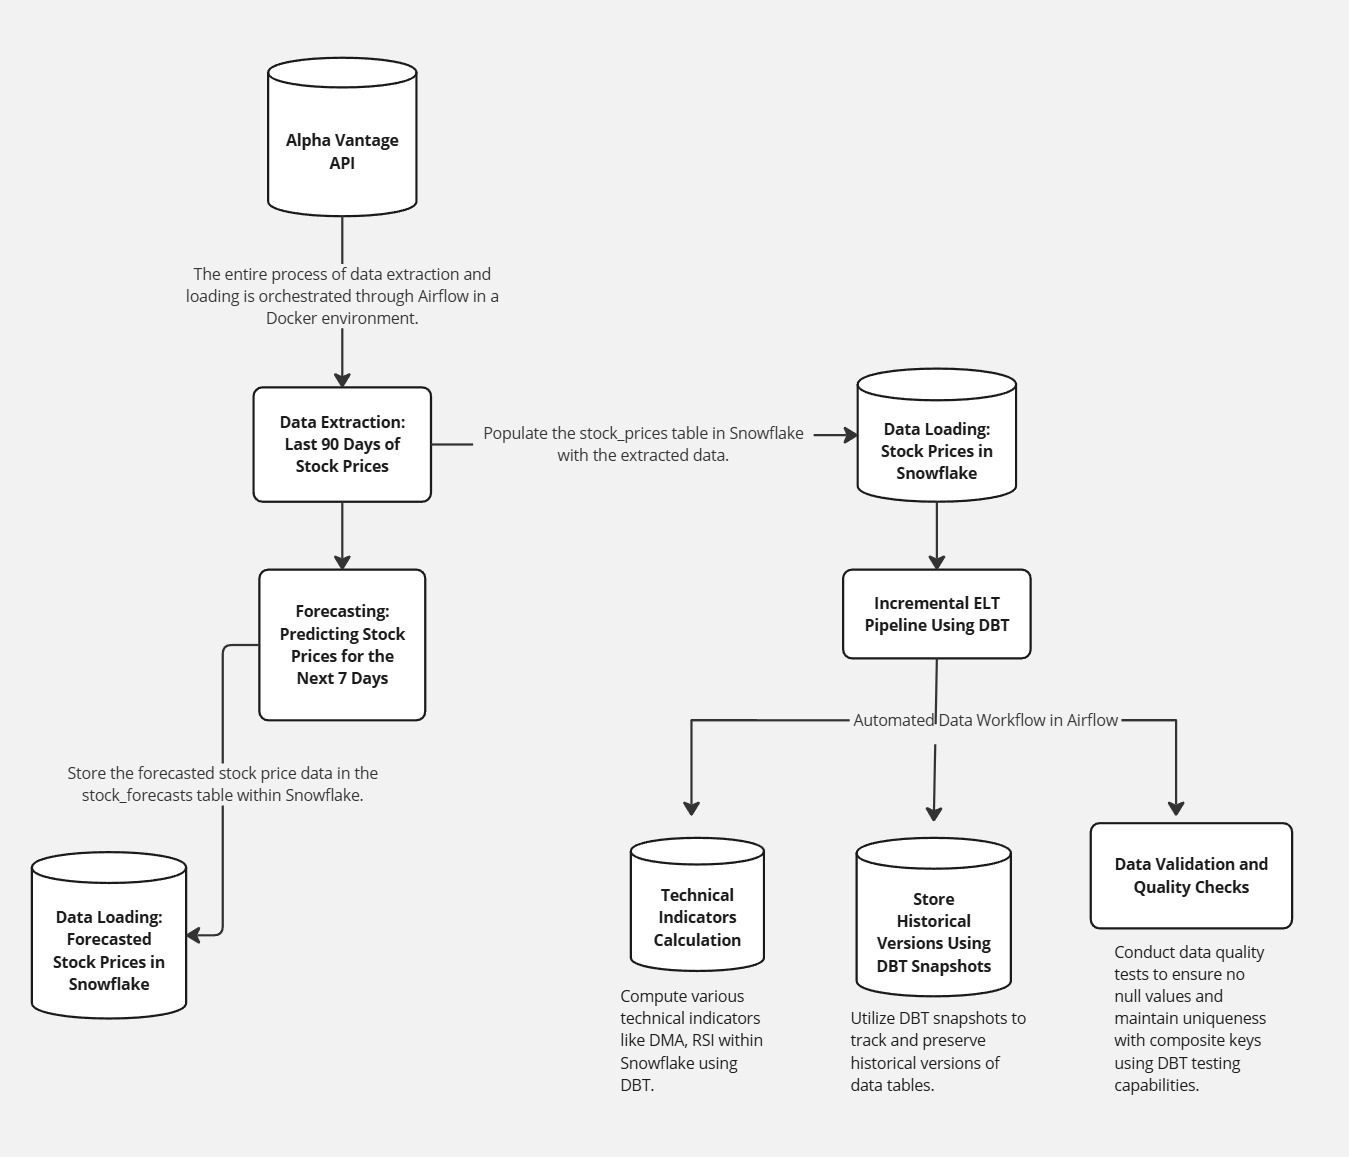 Alpha Vantage
API
The entire process of data extraction and
loading is orchestrated through Airflow in a
Docker environment.
Data Extraction:
Last 90 Days of
Stock Prices
Populate the stock_prices table in Snowflake
with the extracted data.
Data Loading:
Stock Prices in
Snowflake
Forecasting:
Predicting Stock
Prices for the
Next 7 Days
Incremental ELT
Pipeline Using DBT
Automated Data Workflow in Airflow
Store the forecasted stock price data in the
stock_forecasts table within Snowflake.
Data Loading:
Forecasted
Stock Prices in
Snowflake
Technical
Indicators
Calculation
Compute various
technical indicators
like DMA, RSI within
Snowflake using
DBT.
Store
Historical
Versions Using
DBT Snapshots
Utilize DBT snapshots to
track and preserve
historical versions of
data tables.
Data Validation and
Quality Checks
Conduct data quality
tests to ensure no
null values and
maintain uniqueness
with composite keys
using DBT testing
capabilities.